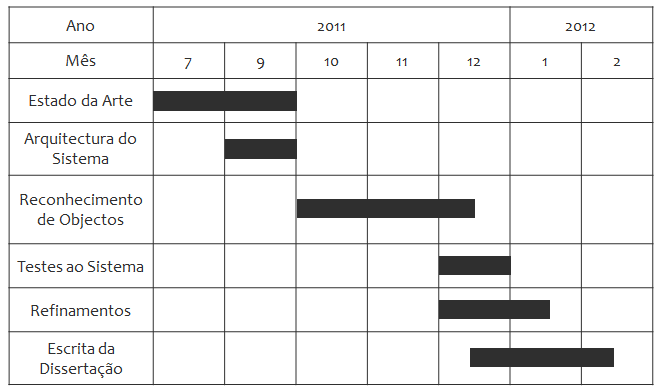 Ano 2011 2012
Mês 7 9 10 11 12 1 2
Estado da Arte
Arquitectura do
Sistema
Reconhecimento
de Objectos
Testes ao Sistema
Refinamentos
Escrita da
Dissertação